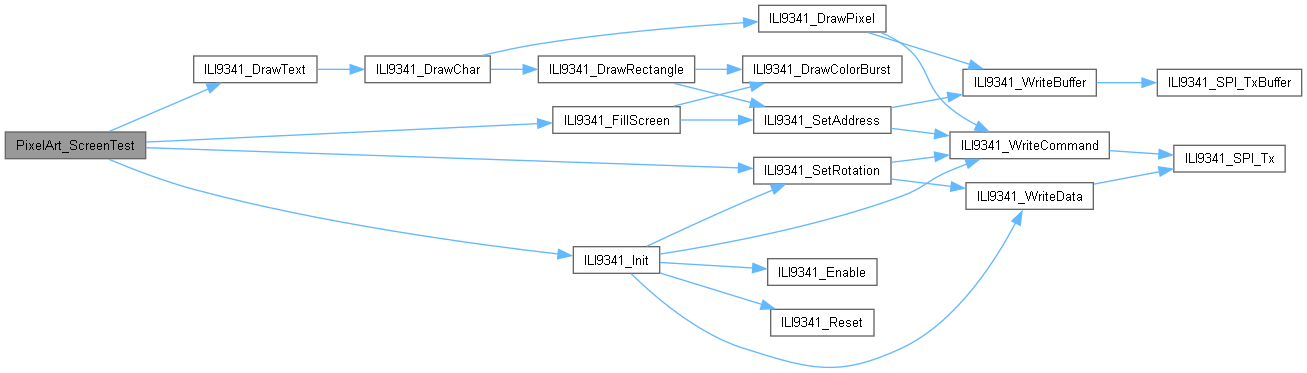 ILI9341_DrawPixel
ILI9341_DrawText
ILI9341_DrawChar
ILI9341_DrawRectangle
ILI9341_DrawColorBurst
ILI9341_WriteBuffer
ILI9341_SPI_TxBuffer
ILI9341_FillScreen
ILI9341_SetAddress
PixelArt_ScreenTest
ILI9341_WriteCommand
ILI9341_SPI_Tx
ILI9341_SetRotation
ILI9341_WriteData
ILI9341_Init
ILI9341_Enable
ILI9341_Reset